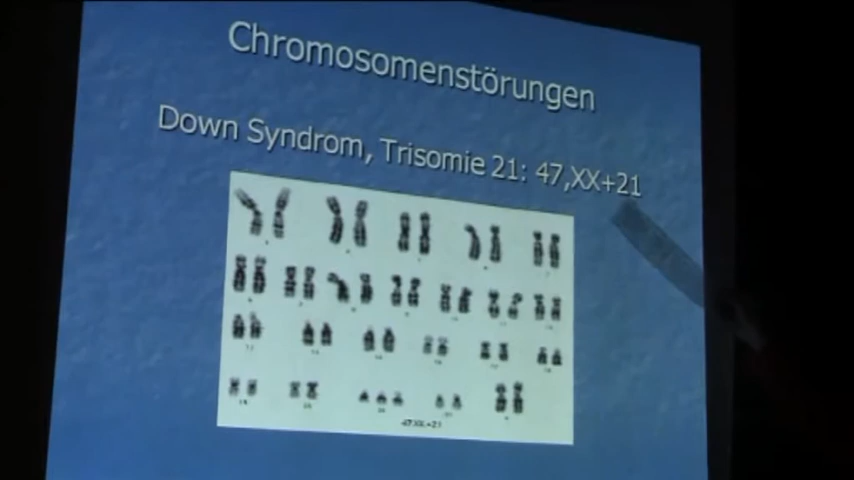 Chromosomenstörungen
Down Syndrom, Trisomie 21: 47,XX+21
47,XX,+21